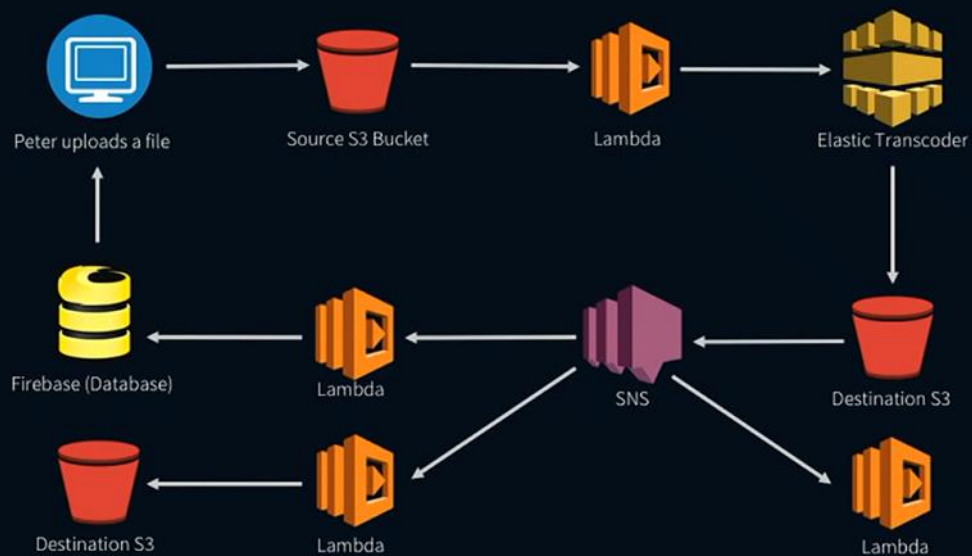 Peter uploads a file
Source S3 Bucket
Lambda
Elastic Transcoder
Firebase (Database)
Lambda
SNS
Destination S3
Destination S3
Lambda
Lambda